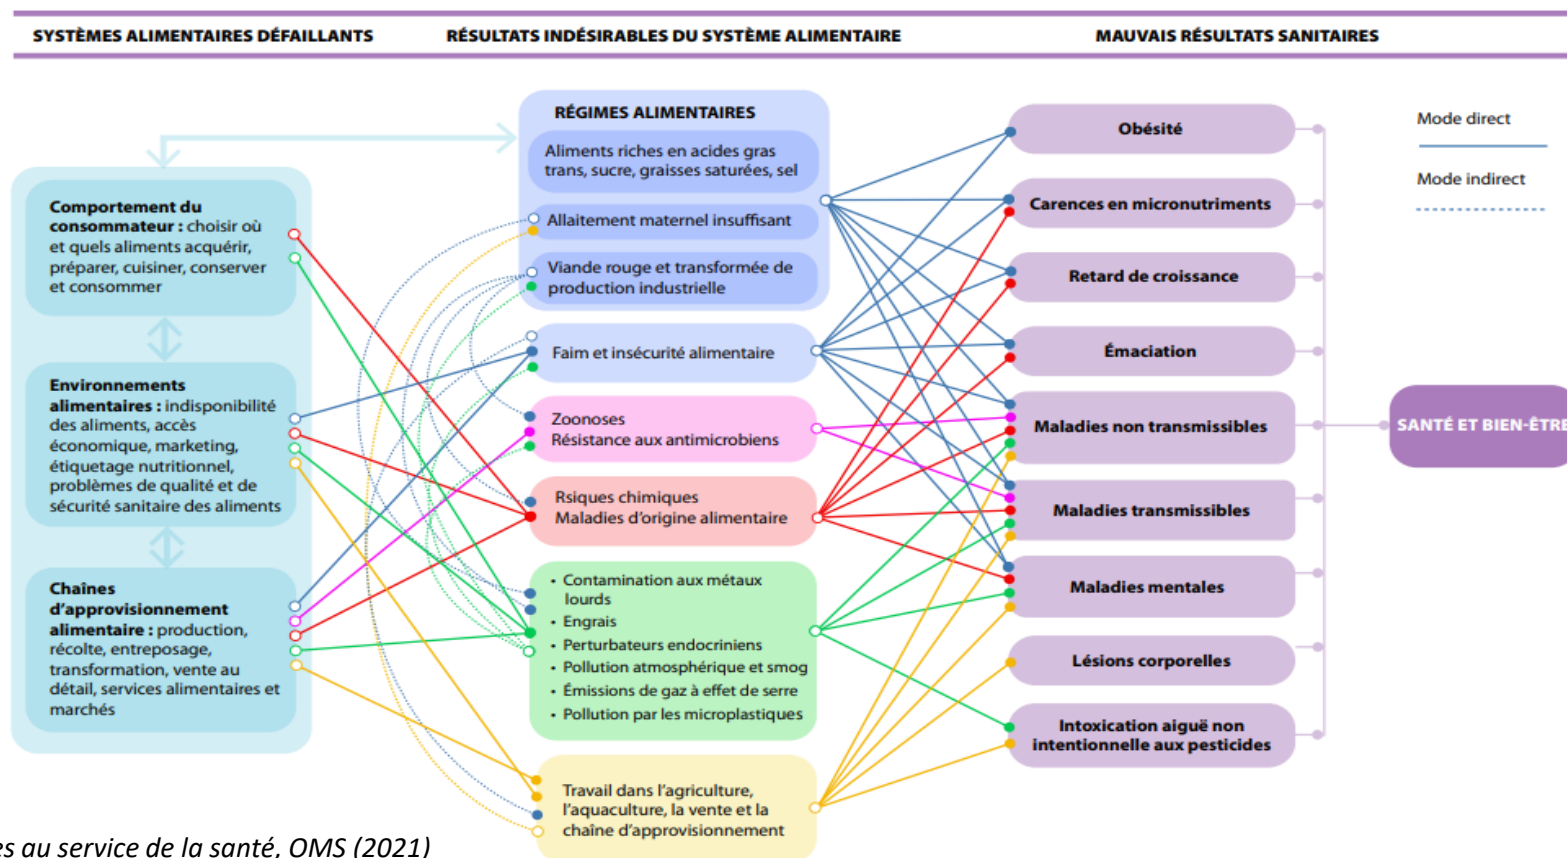 SYSTÈMES ALIMENTAIRES DÉFAILLANTS
RÉSULTATS INDÉSIRABLES DU SYSTÈME ALIMENTAIRE
MAUVAIS RÉSULTATS SANITAIRES
Comportement du
consommateur : choisir où
et quels aliments acquérir,
préparer, cuisiner, conserver
et consommer
Environnements
alimentaires : indisponibilité
des aliments, accès
économique, marketing,
étiquetage nutritionnel,
problèmes de qualité et de
sécurité sanitaire des aliments
Chaînes
d’approvisionnement
alimentaire : production,
récolte, entreposage,
transformation, vente au
détail, services alimentaires et
marchés
RÉGIMES ALIMENTAIRES
Aliments riches en acides gras
trans, sucre, graisses saturées, sel
Allaitement maternel insuffisant
Viande rouge et transformée de
production industrielle
Faim et insécurité alimentaire
Zoonoses
Résistance aux antimicrobiens
Rsiques chimiques
Maladies d’origine alimentaire
• Contamination aux métaux
lourds
• Engrais
• Perturbateurs endocriniens
• Pollution atmosphérique et smog
• Émissions de gaz à effet de serre
• Pollution par les microplastiques
Travail dans l’agriculture,
l’aquaculture, la vente et la
chaîne d’approvisionnement
Obésité
Carences en micronutriments
Retard de croissance
Émaciation
Maladies non transmissibles
Maladies transmissibles
Maladies mentales
Lésions corporelles
Intoxication aiguë non
intentionnelle aux pesticides
Mode direct
Mode indirect
SANTÉ ET BIEN-ÊTRE
es au service de la santé, OMS (2021)